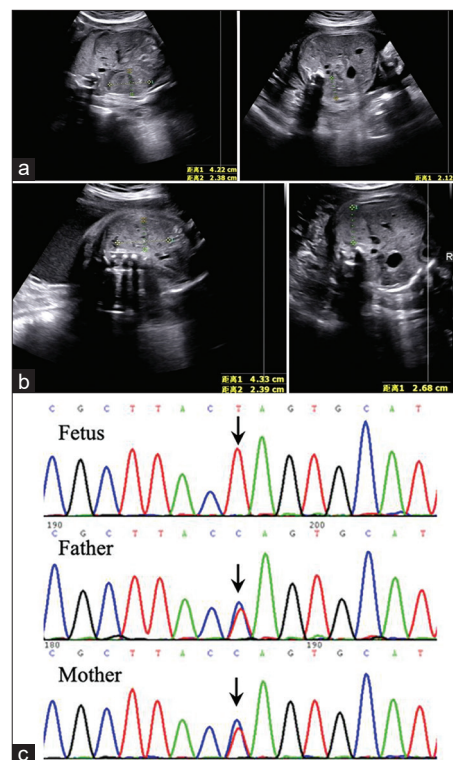 距离1 4.22 cm
距离2 2.38 cm
距离1 2.12
a
距离1 4.33 cm
距离2 2.39 cm
距离1 2.68 cm
R
b
C G C T T A C T A G T G C A T
Fetus
190 200
C G C T T A C C A G T G C A T
Father
180 190
C G C T T A C C A G T G C A T
Mother
c